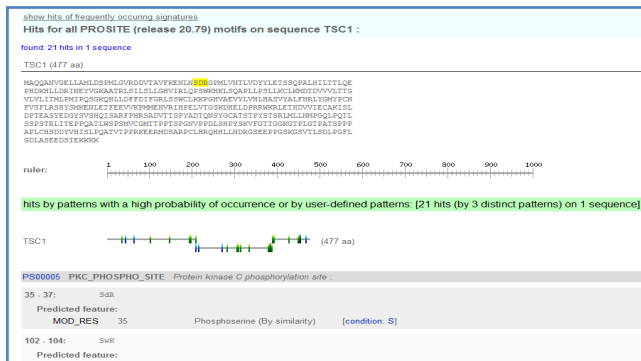 show hits of frequently occuring signatures
Hits for all PROSITE (release 20.79) motifs on sequence TSC1 :
found: 21 hits in 1 sequence
TSC1 (477 aa)
MAQQANVGELLAMLDSPMLGVRDDVTAVFKENLNSDRGPMLVNTLVDYYLETSSQPALHILTTLQE
PHDKHLLDRINEYVGKAATRLSILSLLGHVIRLQPSWKHKLSQAPLLPSLLKCLKMDTDVVVLTTG
VLVLITMLPMIPQSGKQHLLDFFDIFGRLSSWCLKKPGHVAEVYLVHLHASVYALFHRLYGMYPCN
FVSFLRSHYSMKENLETFEEVVKPMMEHVRIHPELVTGSKDHELDPRRWKRLETHDVVIECAKISL
DPTEASYEDGYSVSHQISARFPHRSADVTTSPYADTQNSYGCATSTPYSTSRLMLLNMPGQLPQTL
SSPSTRLITEPPQATLWSPSMVCGMTTPPTSPGNVPPDLSHPYSKVFGTTGGKGTPLGTPATSPPP
APLCHSDDYVHISLPQATVTPPRKEERMDSARPCLHRQHHLLNDRGSEEPPGSKGSVTLSDLPGFL
GDLASEEDSIEKKKK
ruler:
1 100 200 300 400 500 600 700 800 900 1000
hits by patterns with a high probability of occurrence or by user-defined patterns: [21 hits (by 3 distinct patterns) on 1 sequence]
TSC1 (477 aa)
PS00005 PKC_PHOSPHO_SITE Protein kinase C phosphorylation site :
35 - 37: SdR
Predicted feature:
MOD_RES 35 Phosphoserine (By similarity) [condition: S]
102 - 104: SwK
Predicted feature: